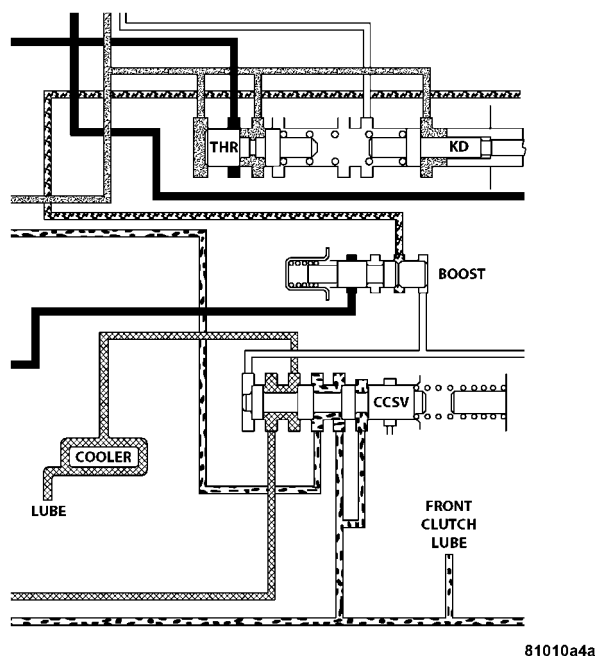 THR
KD
BOOST
CCSV
COOLER
LUBE
FRONT
CLUTCH
LUBE
81010a4a